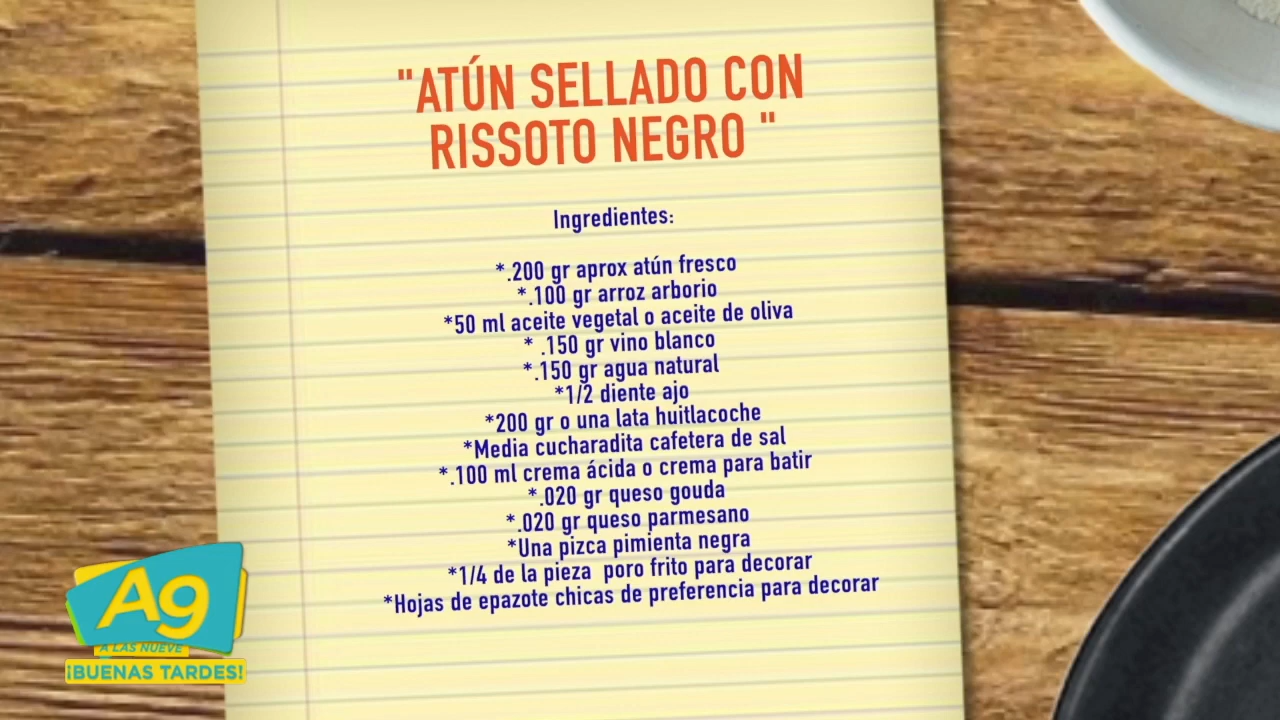 "ATÚN SELLADO CON
RISSOTO NEGRO "
Ingredientes:
*.200 gr aprox atún fresco
*.100 gr arroz arborio
*50 ml aceite vegetal o aceite de oliva
* .150 gr vino blanco
*.150 gr agua natural
*1/2 diente ajo
*200 gr o una lata huitlacoche
*Media cucharadita cafetera de sal
*.100 ml crema ácida o crema para batir
*.020 gr queso gouda
*.020 gr queso parmesano
*Una pizca pimienta negra
*1/4 de la pieza  poro frito para decorar
*Hojas de epazote chicas de preferencia para decorar
A9
A LAS NUEVE
¡BUENAS TARDES!